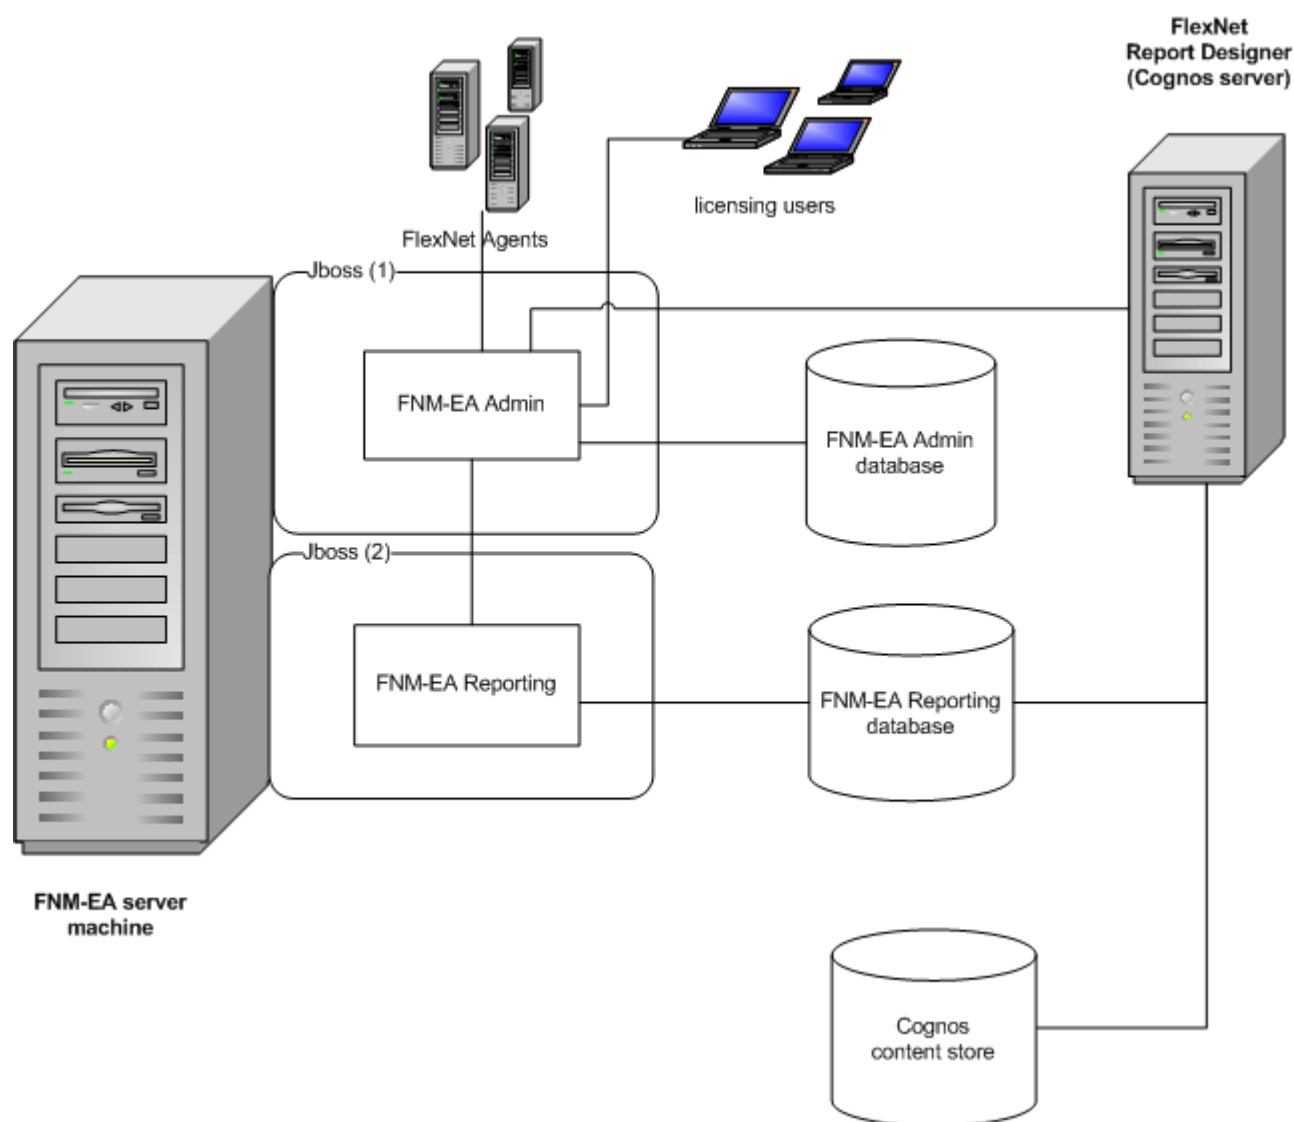 FlexNet
Report Designer
(Cognos server)
licensing users
FlexNet Agents
Jboss (1)
FNM-EA Admin
FNM-EA Admin
database
Jboss (2)
FNM-EA Reporting
FNM-EA Reporting
database
FNM-EA server
machine
Cognos
content store